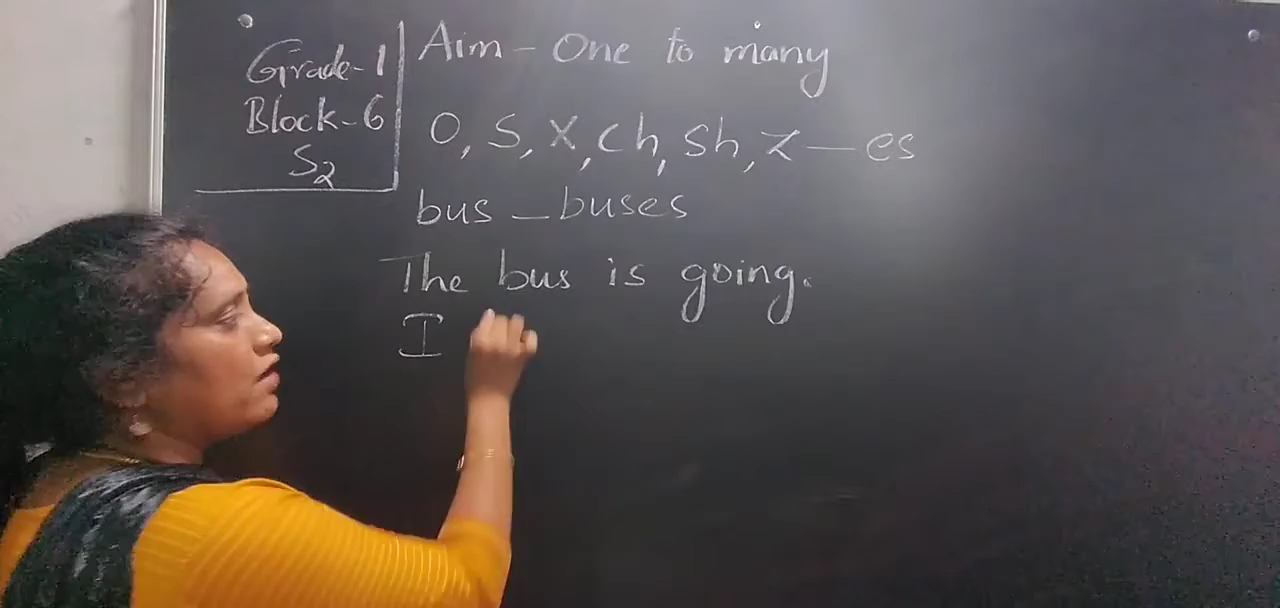 Grade-1
Block-6
S2
Aim - One to many
O, S, X, Ch, Sh, Z — es
bus - buses
The bus is going.
I